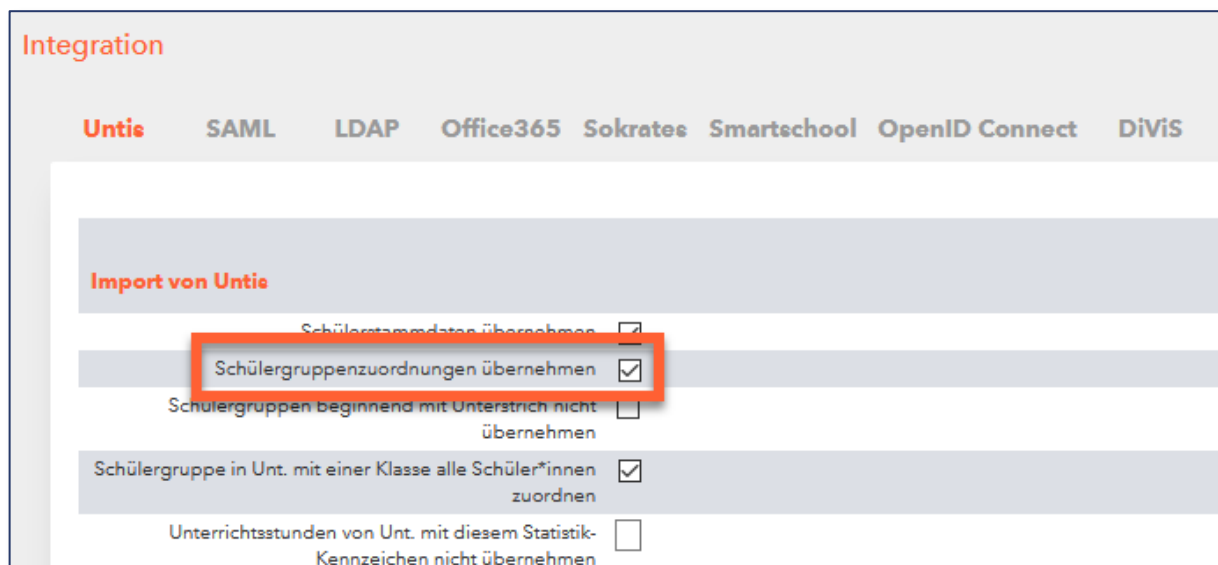 Integration
Untis SAML LDAP Office365 Sokrates Smartschool OpenID Connect DiViS
Import von Untis
Schülerstammdaten übernehmen
Schülergruppenzuordnungen übernehmen
Schülergruppen beginnend mit Unterstrich nicht
übernehmen
Schülergruppe in Unt. mit einer Klasse alle Schüler*innen
zuordnen
Unterrichtsstunden von Unt. mit diesem Statistik-
Kennzeichen nicht übernehmen